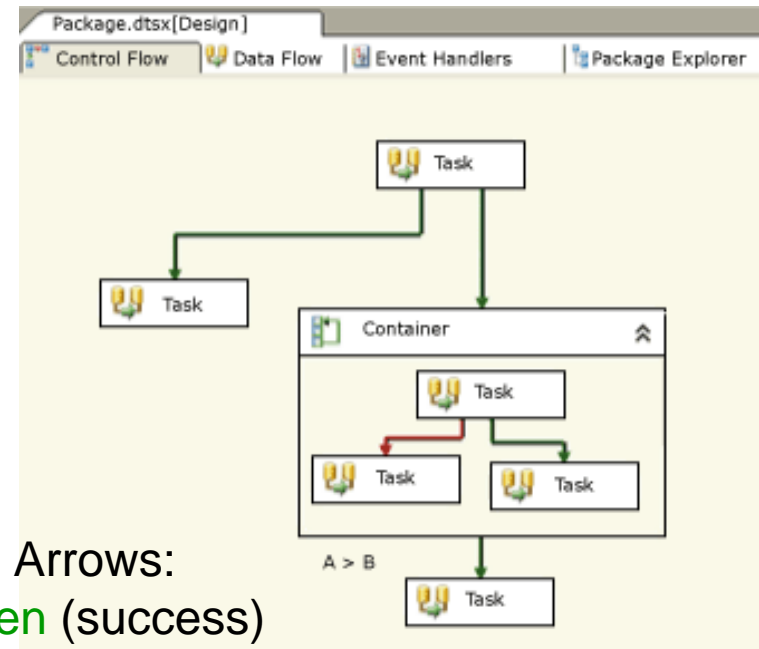 Package.dtsx[Design]
Control Flow Data Flow Event Handlers Package Explorer
Task
Task
Container
Task
Task
Task
Arrows:
A > B
Task
en (success)